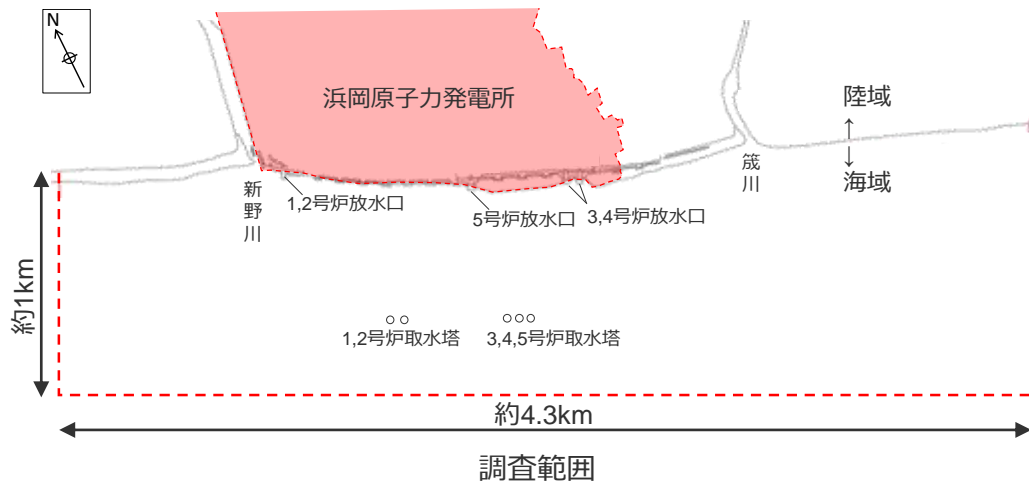 N
浜岡原子力発電所
陸域
↑
↓
海域
新野川
筬川
1,2号炉放水口
5号炉放水口
3,4号炉放水口
約1km
1,2号炉取水塔
3,4,5号炉取水塔
約4.3km
調査範囲